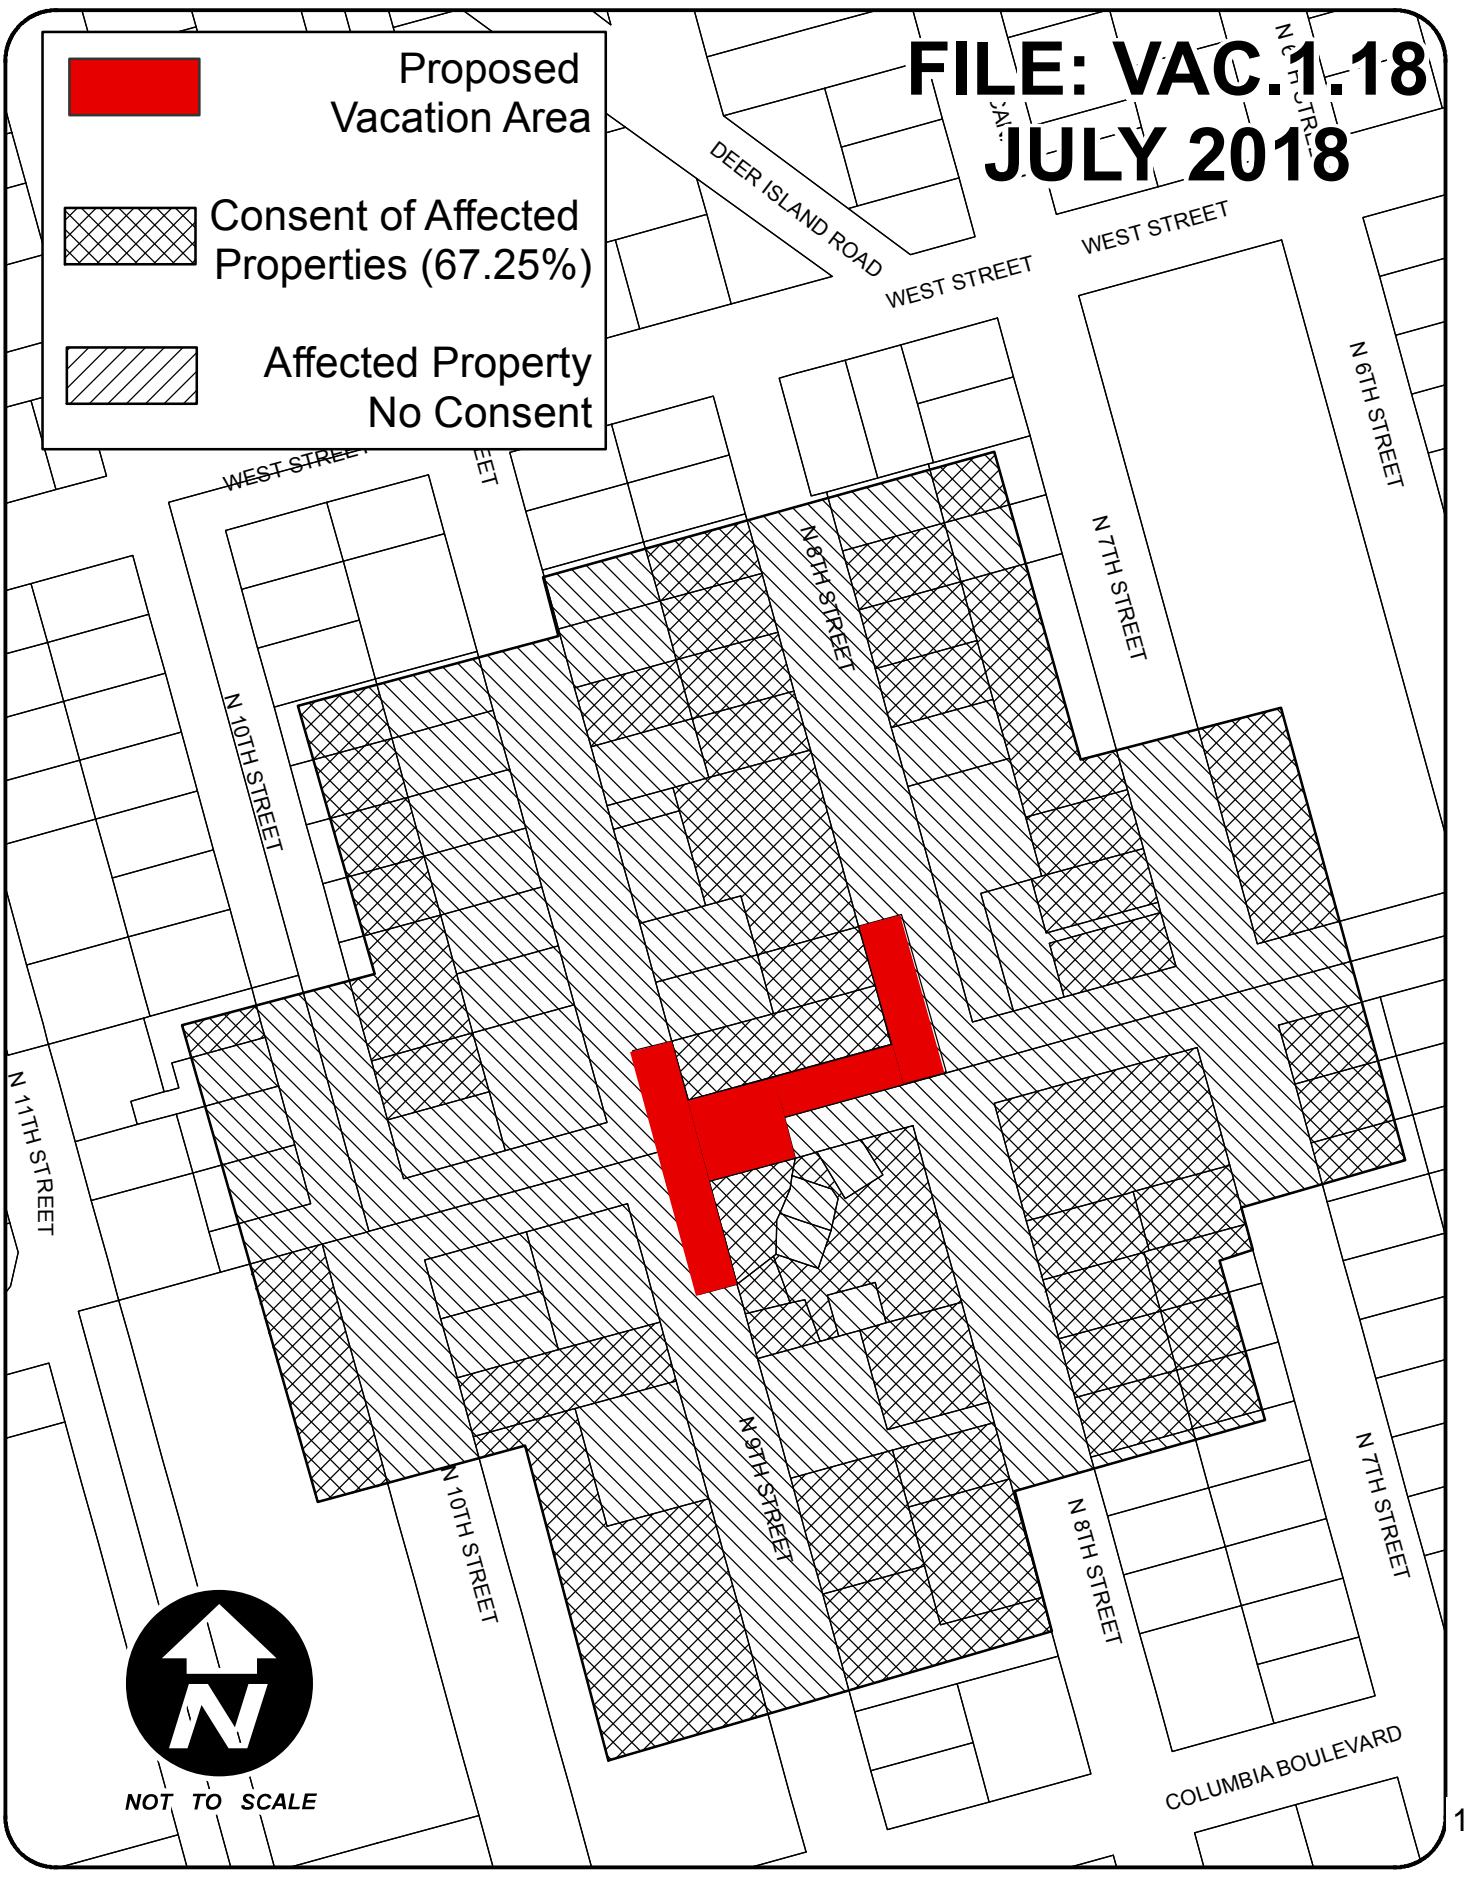 FILE: VAC.1.18
JULY 2018
Proposed
Vacation Area
Consent of Affected
Properties (67.25%)
Affected Property
No Consent
DEER ISLAND ROAD
WEST STREET
WEST STREET
WEST STREET
N 6TH STREET
N 7TH STREET
N 8TH STREET
N 10TH STREET
N 11TH STREET
N 9TH STREET
N 10TH STREET
N 8TH STREET
N 7TH STREET
COLUMBIA BOULEVARD
N
NOT TO SCALE
1